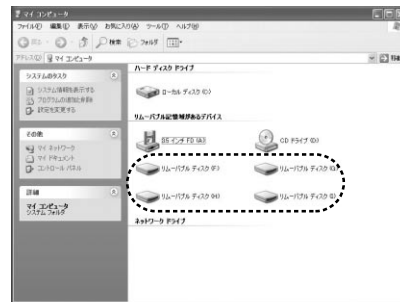 マイ コンピュータ
ファイル(F) 編集(E) 表示(V) お気に入り(A) ツール(T) ヘルプ(H)
戻る 検索 フォルダ
アドレス(D) マイ コンピュータ 移動
システムのタスク
システム情報を表示する
プログラムの追加と削除
設定を変更する
その他
マイ ネットワーク
マイ ドキュメント
コントロール パネル
詳細
マイ コンピュータ
システム フォルダ
ハード ディスク ドライブ
ローカル ディスク (C:)
リムーバブル記憶域があるデバイス
3.5 インチ FD (A:)
CD ドライブ (D:)
リムーバブル ディスク (F:)
リムーバブル ディスク (G:)
リムーバブル ディスク (H:)
リムーバブル ディスク (I:)
ネットワーク ドライブ